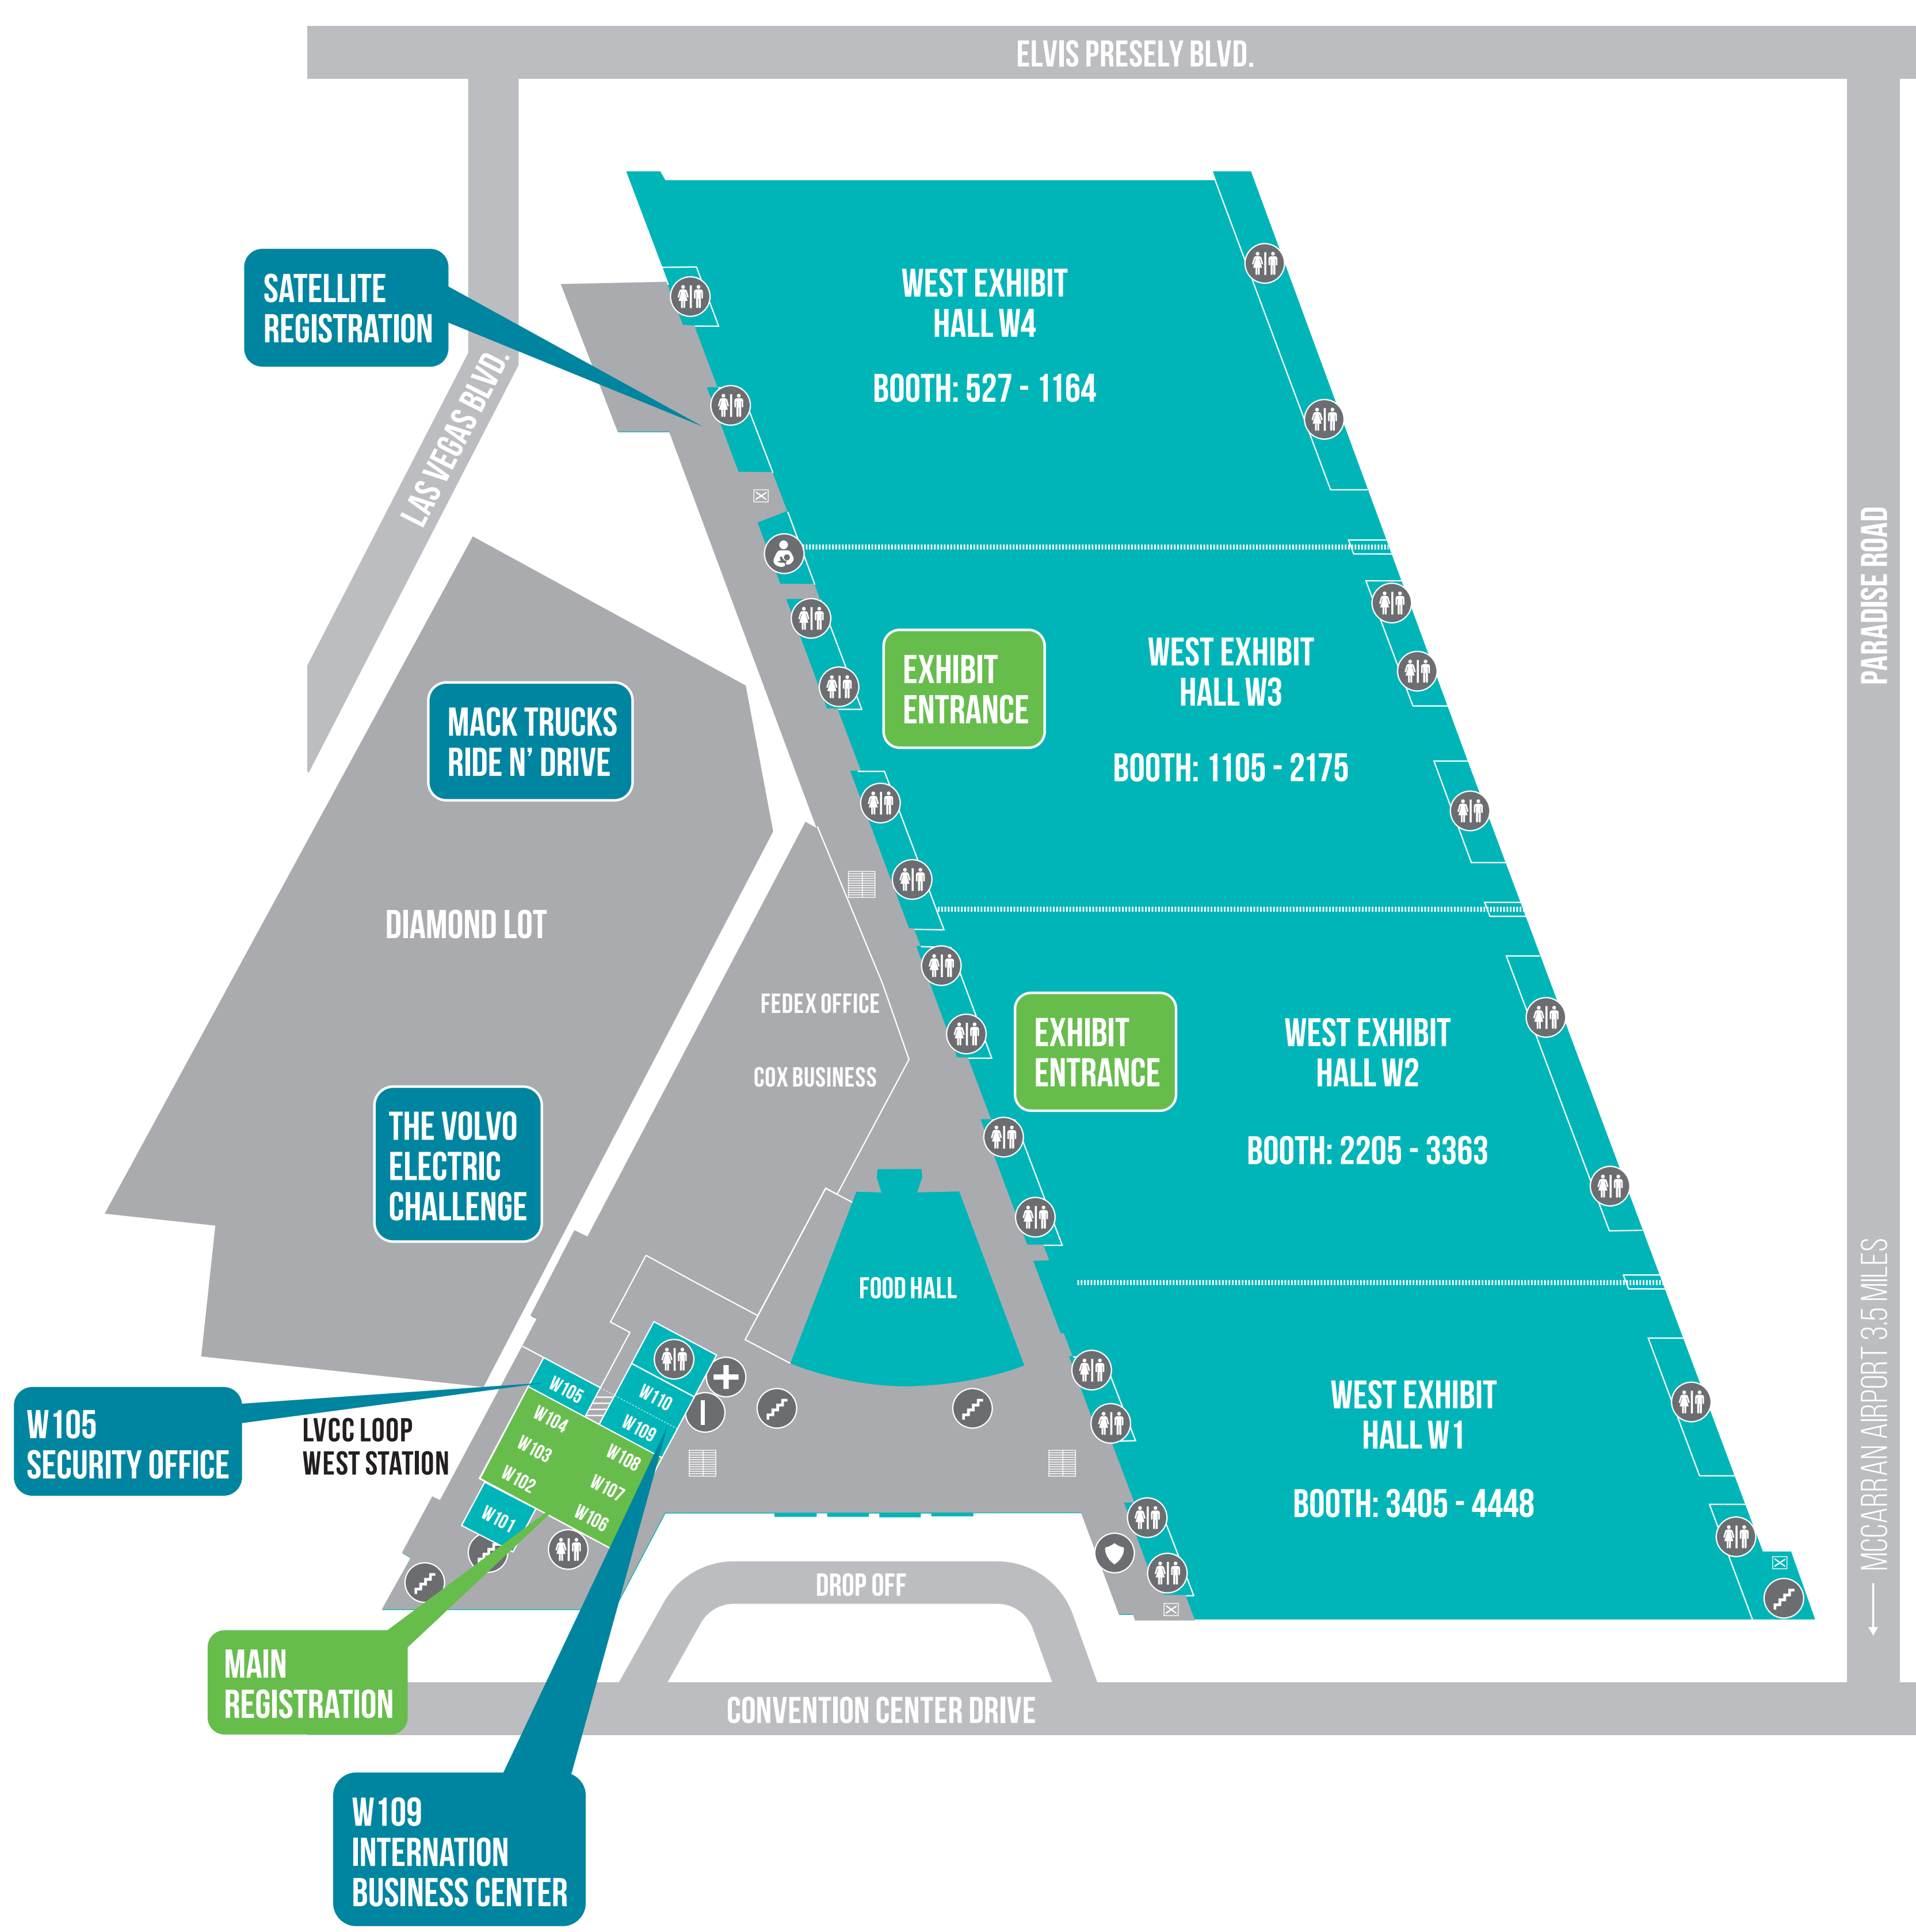 ELVIS PRESELY BLVD.
SATELLITE
REGISTRATION
LAS VEGAS BLVD.
WEST EXHIBIT
HALL W4
BOOTH: 527 - 1164
EXHIBIT
ENTRANCE
WEST EXHIBIT
HALL W3
BOOTH: 1105 - 2175
PARADISE ROAD
MACK TRUCKS
RIDE N’ DRIVE
DIAMOND LOT
FEDEX OFFICE
COX BUSINESS
EXHIBIT
ENTRANCE
WEST EXHIBIT
HALL W2
BOOTH: 2205 - 3363
THE VOLVO
ELECTRIC
CHALLENGE
FOOD HALL
WEST EXHIBIT
HALL W1
BOOTH: 3405 - 4448
MCCARRAN AIRPORT 3.5 MILES
W105
SECURITY OFFICE
LVCC LOOP
WEST STATION
W105
W104
W103
W102
W101
W110
W109
W108
W107
W106
DROP OFF
MAIN
REGISTRATION
CONVENTION CENTER DRIVE
W109
INTERNATION
BUSINESS CENTER